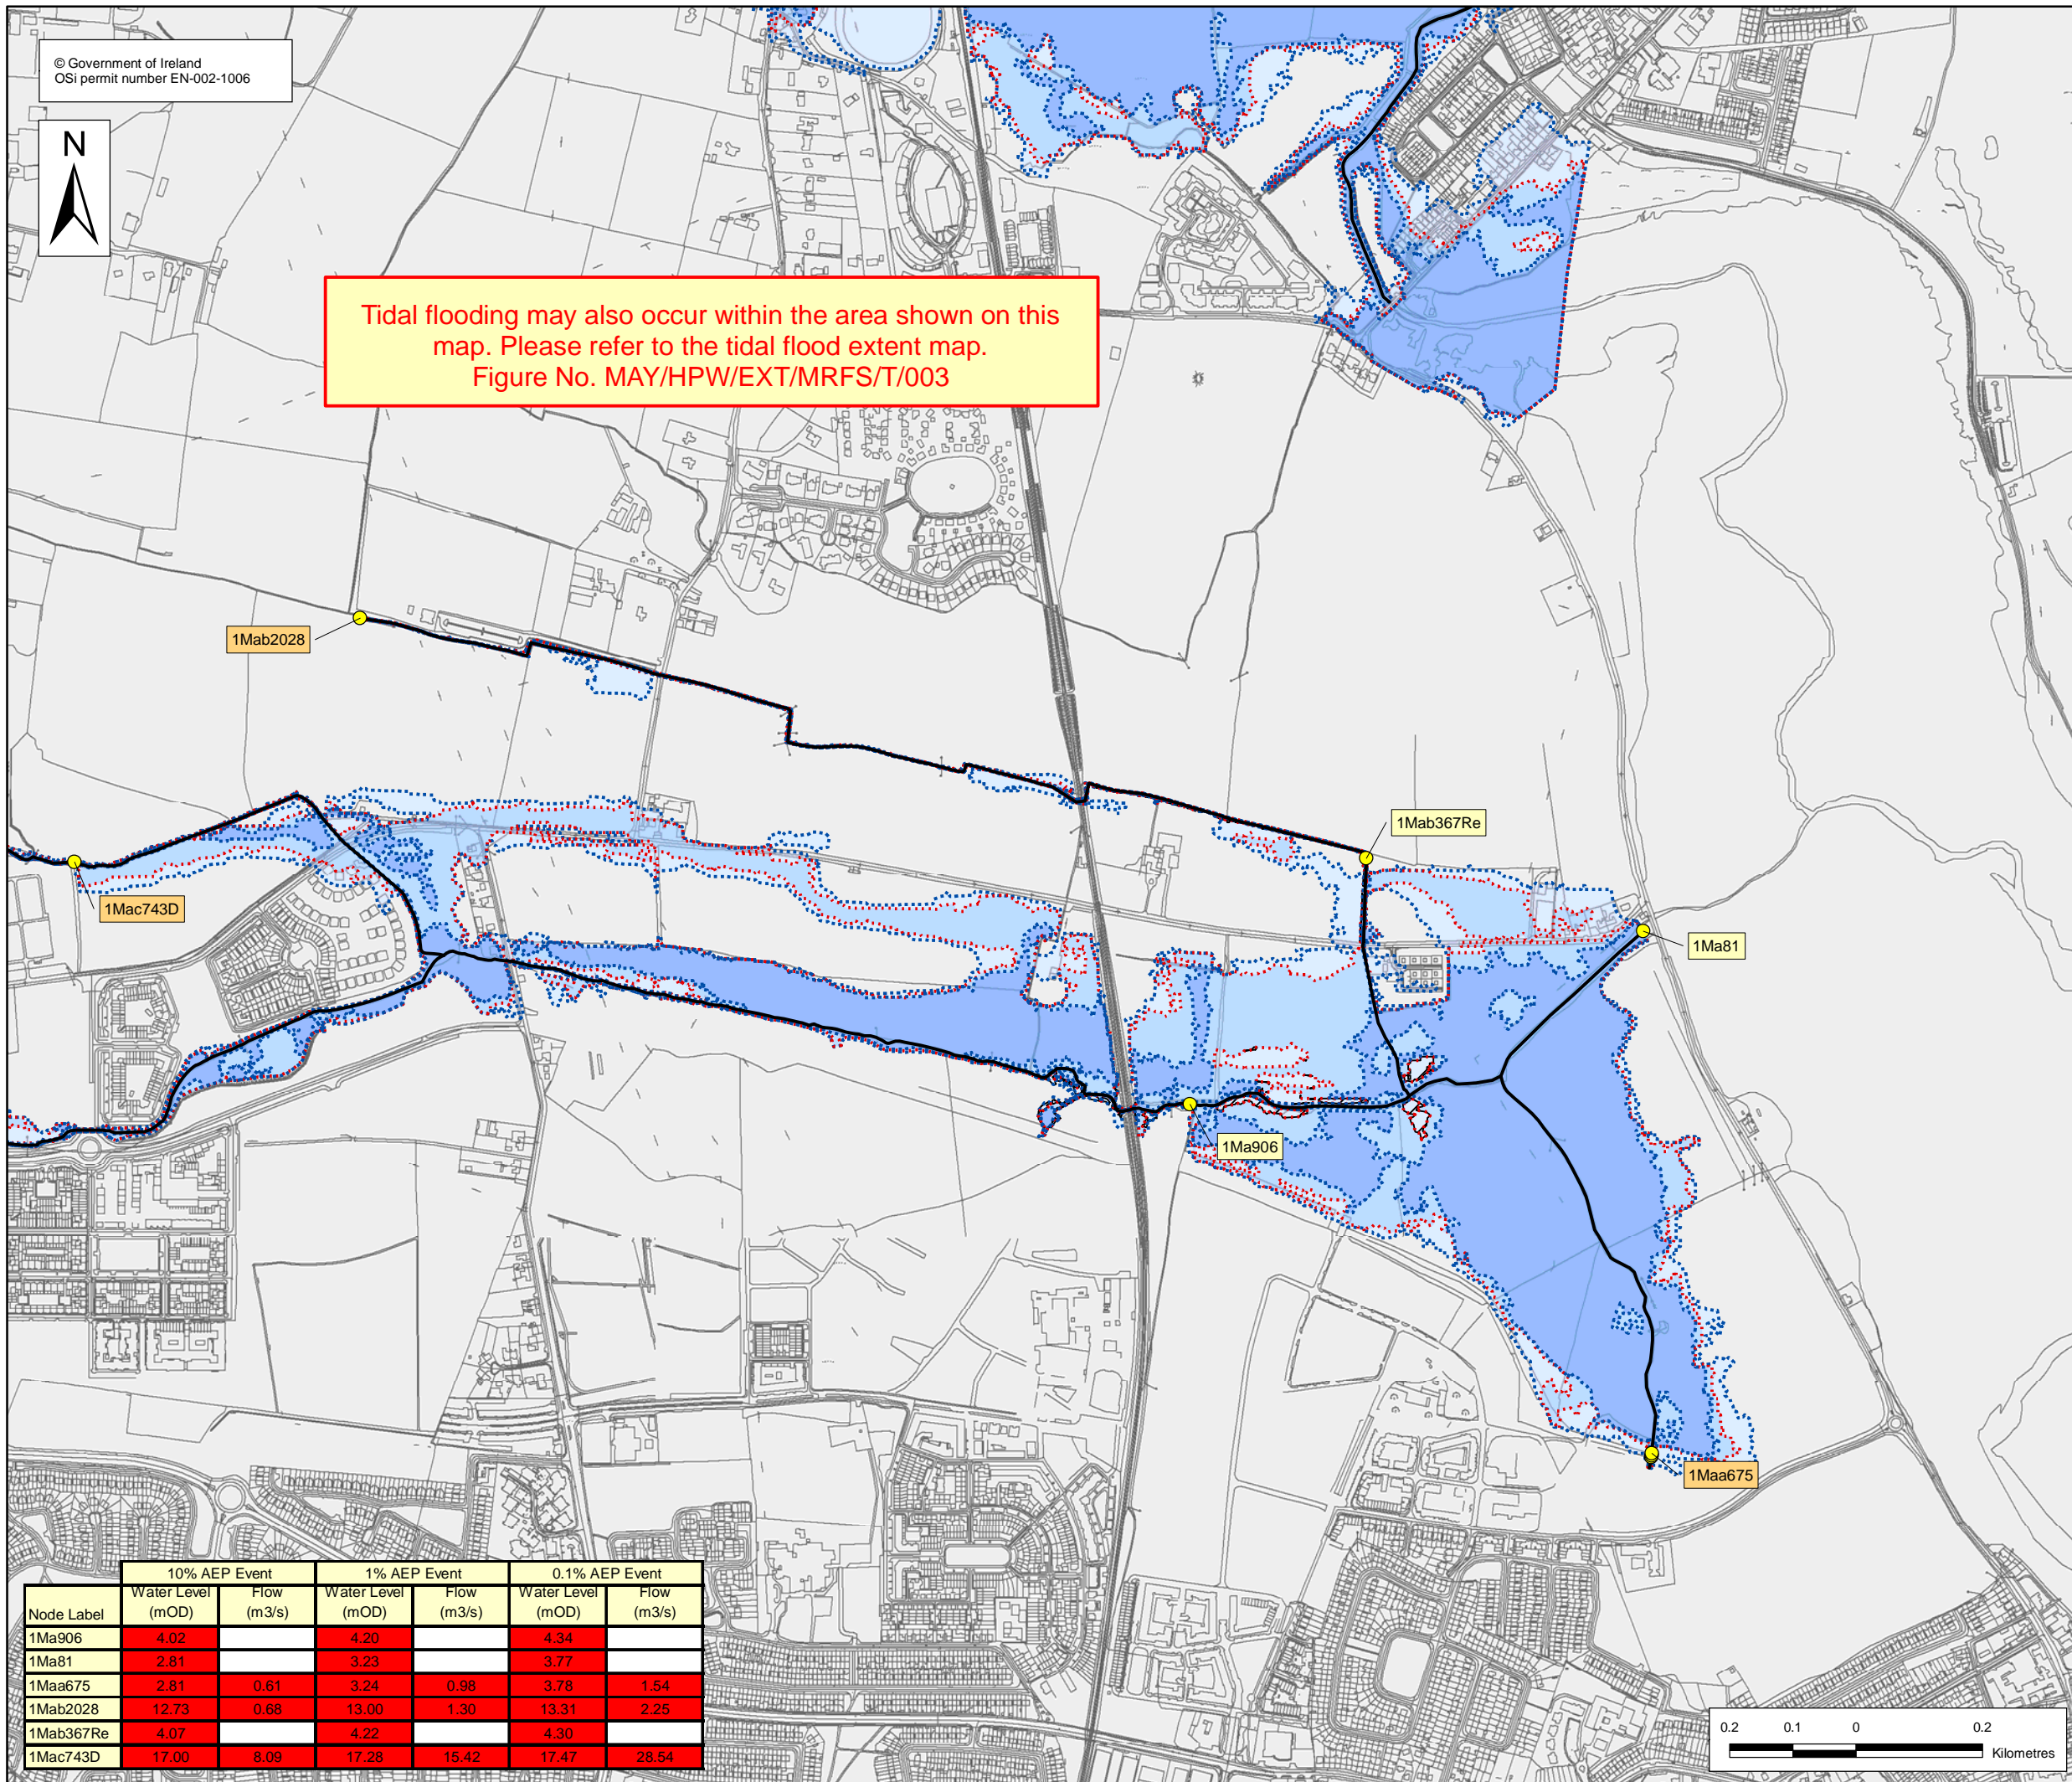 © Government of Ireland
OSi permit number EN-002-1006
N
Tidal flooding may also occur within the area shown on this
map. Please refer to the tidal flood extent map.
Figure No. MAY/HPW/EXT/MRFS/T/003
1Mab2028
1Mab367Re
1Mac743D
1Ma81
1Ma906
1Maa675
10% AEP Event 1% AEP Event 0.1% AEP Event
Node Label Water Level (mOD) Flow (m3/s) Water Level (mOD) Flow (m3/s) Water Level (mOD) Flow (m3/s)
1Ma906 4.02 4.20 4.34
1Ma81 2.81 3.23 3.77
1Maa675 2.81 0.61 3.24 0.98 3.78 1.54
1Mab2028 12.73 0.68 13.00 1.30 13.31 2.25
1Mab367Re 4.07 4.22 4.30
1Mac743D 17.00 8.09 17.28 15.42 17.47 28.54
0.2 0.1 0 0.2
Kilometres